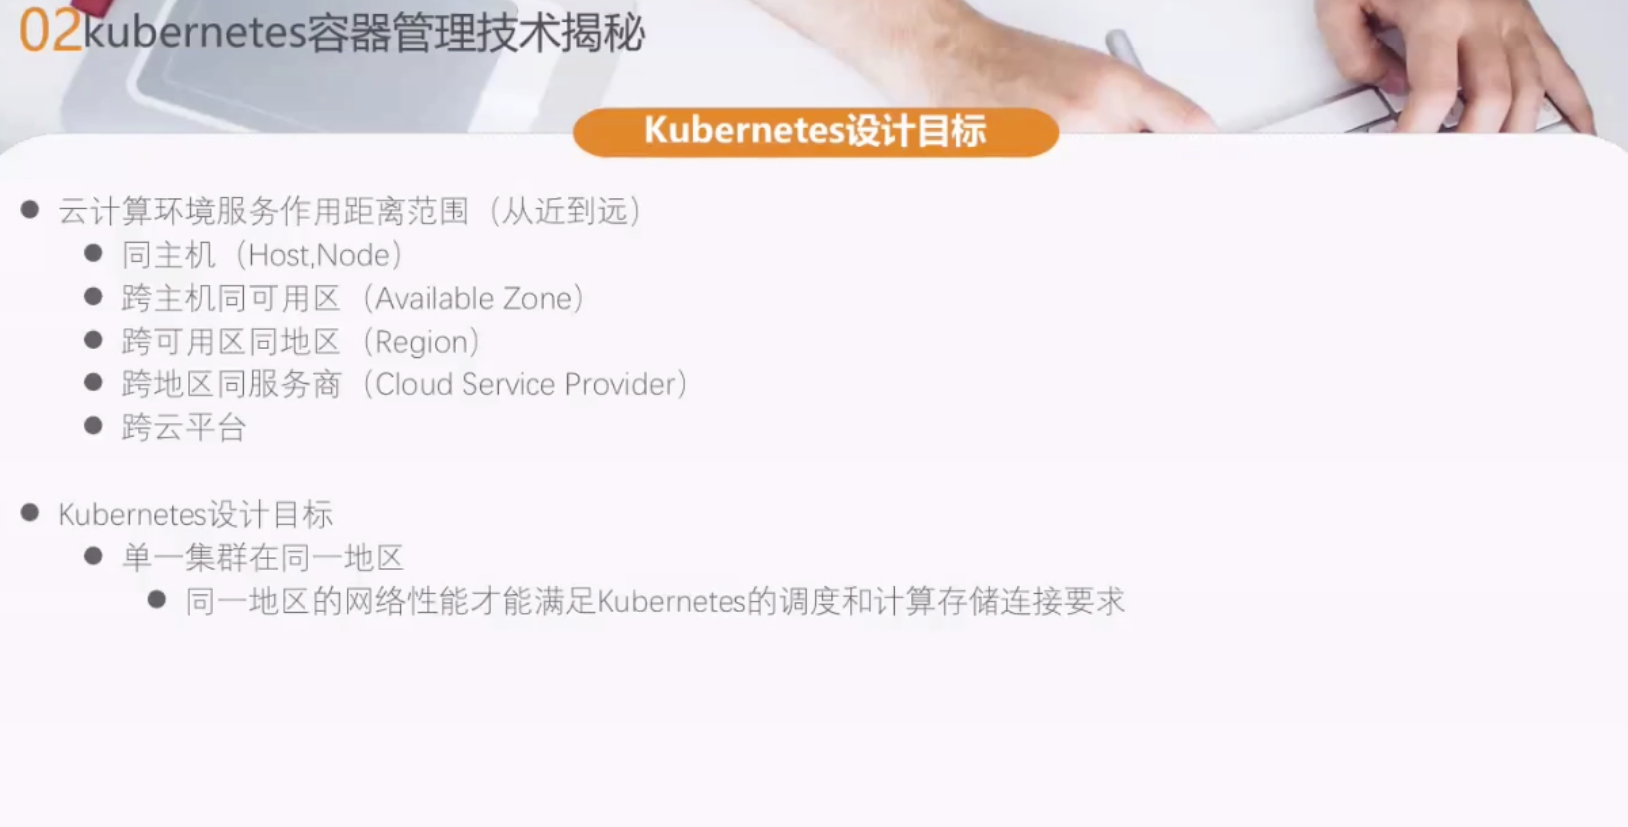 02kubernetes容器管理技术揭秘
Kubernetes设计目标
云计算环境服务作用距离范围（从近到远）
同主机（Host,Node）
跨主机同可用区（Available Zone）
跨可用区同地区（Region）
跨地区同服务商（Cloud Service Provider）
跨云平台
Kubernetes设计目标
单一集群在同一地区
同一地区的网络性能才能满足Kubernetes的调度和计算存储连接要求